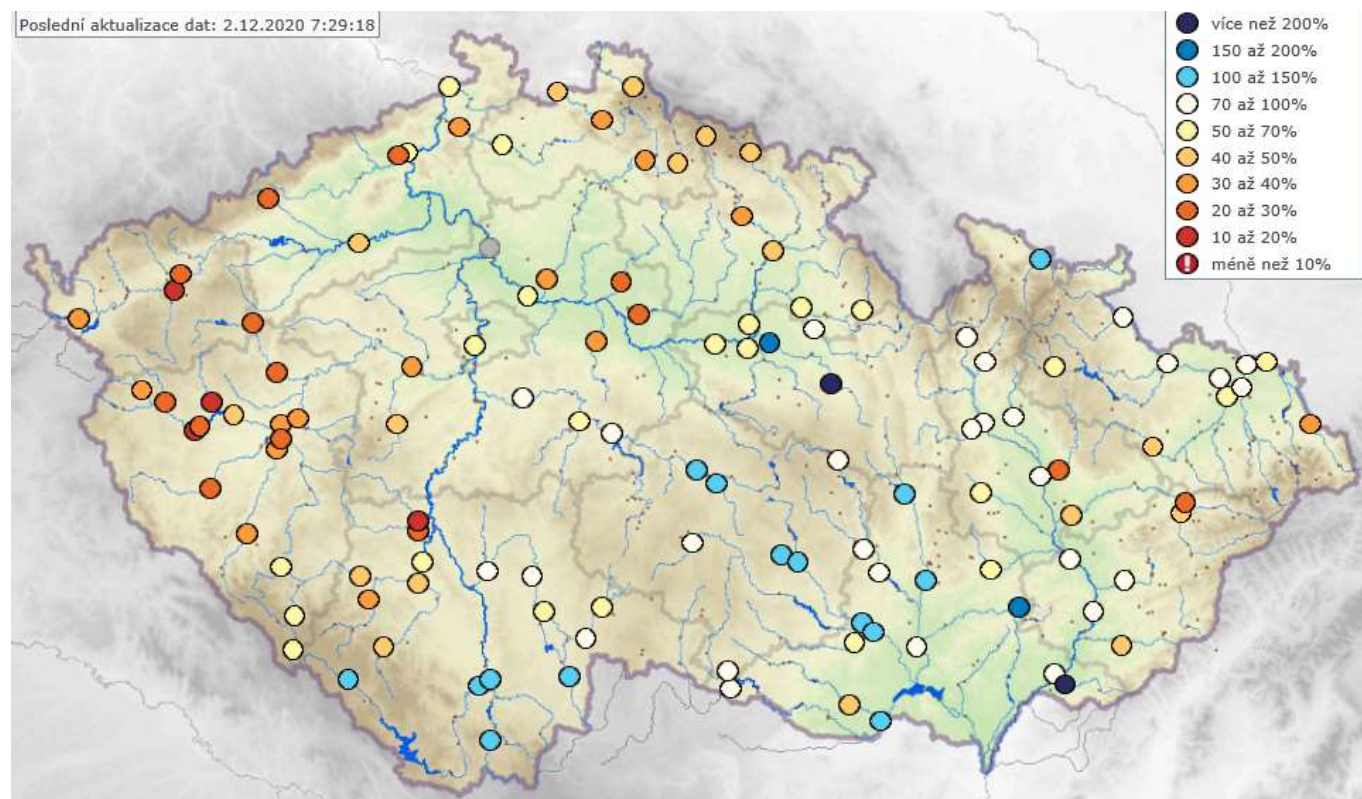 Poslední aktualizace dat: 2.12.2020 7:29:18
více než 200%
150 až 200%
100 až 150%
70 až 100%
50 až 70%
40 až 50%
30 až 40%
20 až 30%
10 až 20%
méně než 10%